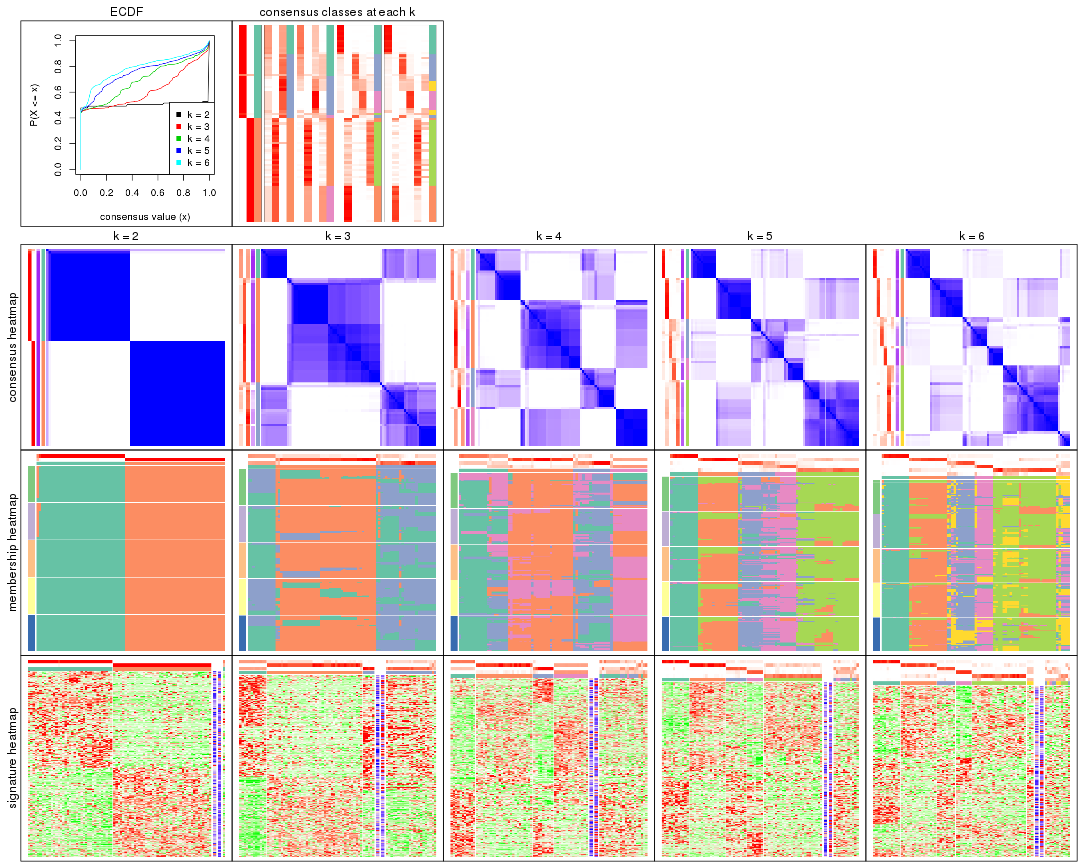 ECDF
consensus classes at each k
P(X <= x)
1.0
0.8
0.6
0.4
0.2
0.0
k = 2
k = 3
k = 4
k = 5
k = 6
0.0 0.2 0.4 0.6 0.8 1.0
consensus value (x)
k = 2 k = 3 k = 4 k = 5 k = 6
consensus heatmap
membership heatmap
signature heatmap